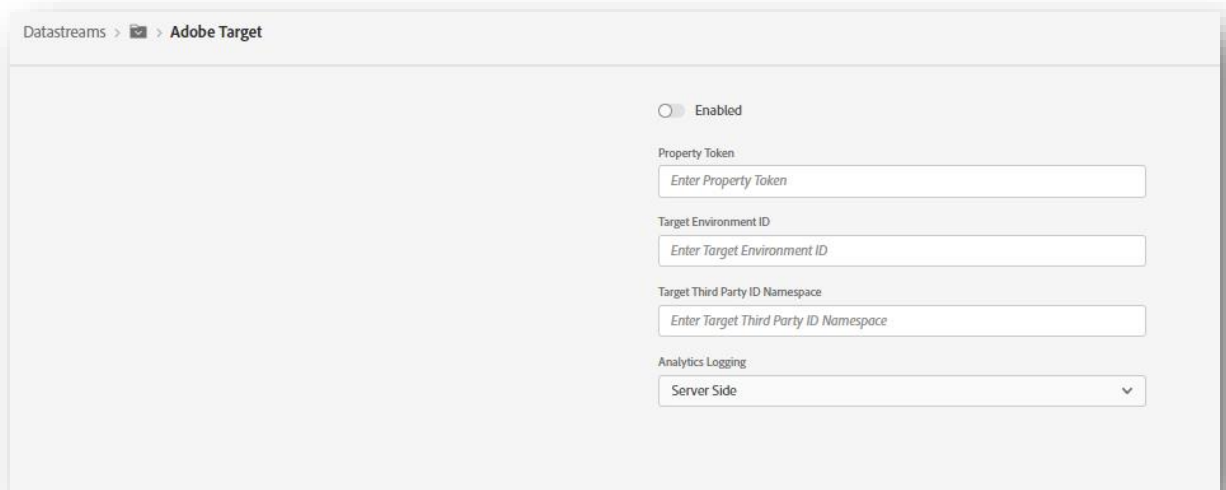 Datastreams > > Adobe Target
Enabled
Property Token
Enter Property Token
Target Environment ID
Enter Target Environment ID
Target Third Party ID Namespace
Enter Target Third Party ID Namespace
Analytics Logging
Server Side